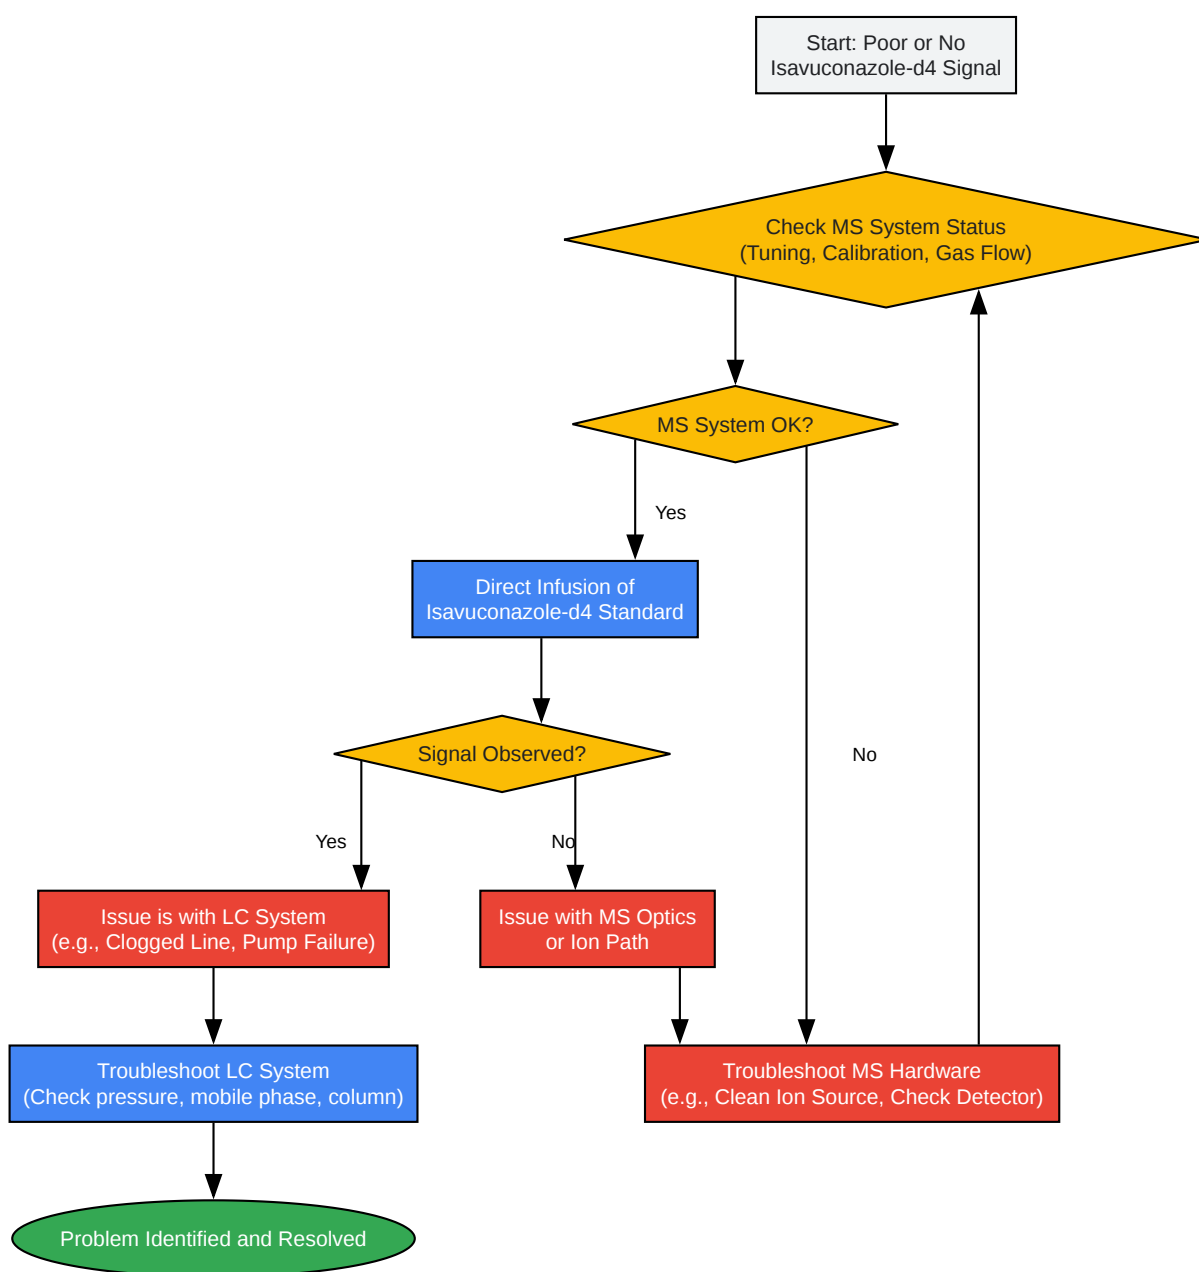 Start: Poor or No
Isavuconazole-d4 Signal
Check MS System Status
(Tuning, Calibration, Gas Flow)
MS System OK?
Yes
Direct Infusion of
Isavuconazole-d4 Standard
Signal Observed?
No
Yes
No
Issue is with LC System
(e.g., Clogged Line, Pump Failure)
Issue with MS Optics
or Ion Path
Troubleshoot LC System
(Check pressure, mobile phase, column)
Troubleshoot MS Hardware
(e.g., Clean Ion Source, Check Detector)
Problem Identified and Resolved